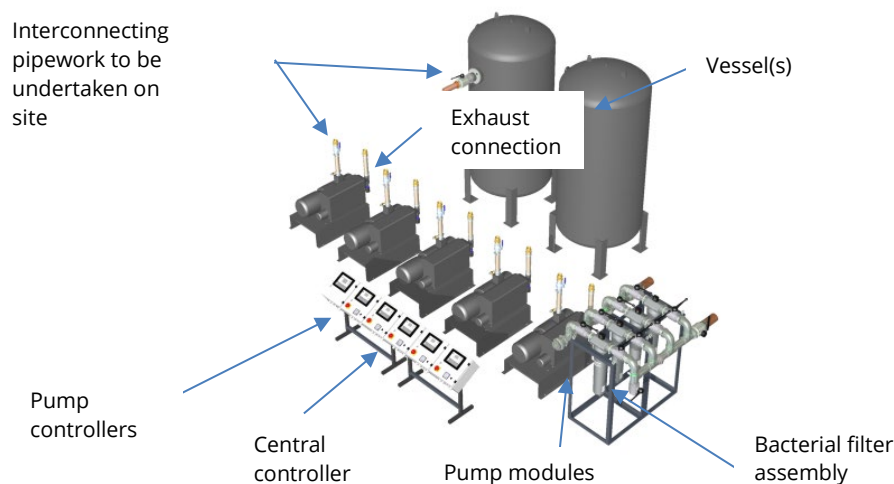 Interconnecting
pipework to be
undertaken on
site
Vessel(s)
Exhaust
connection
Pump
controllers
Central
controller
Pump modules
Bacterial filter
assembly